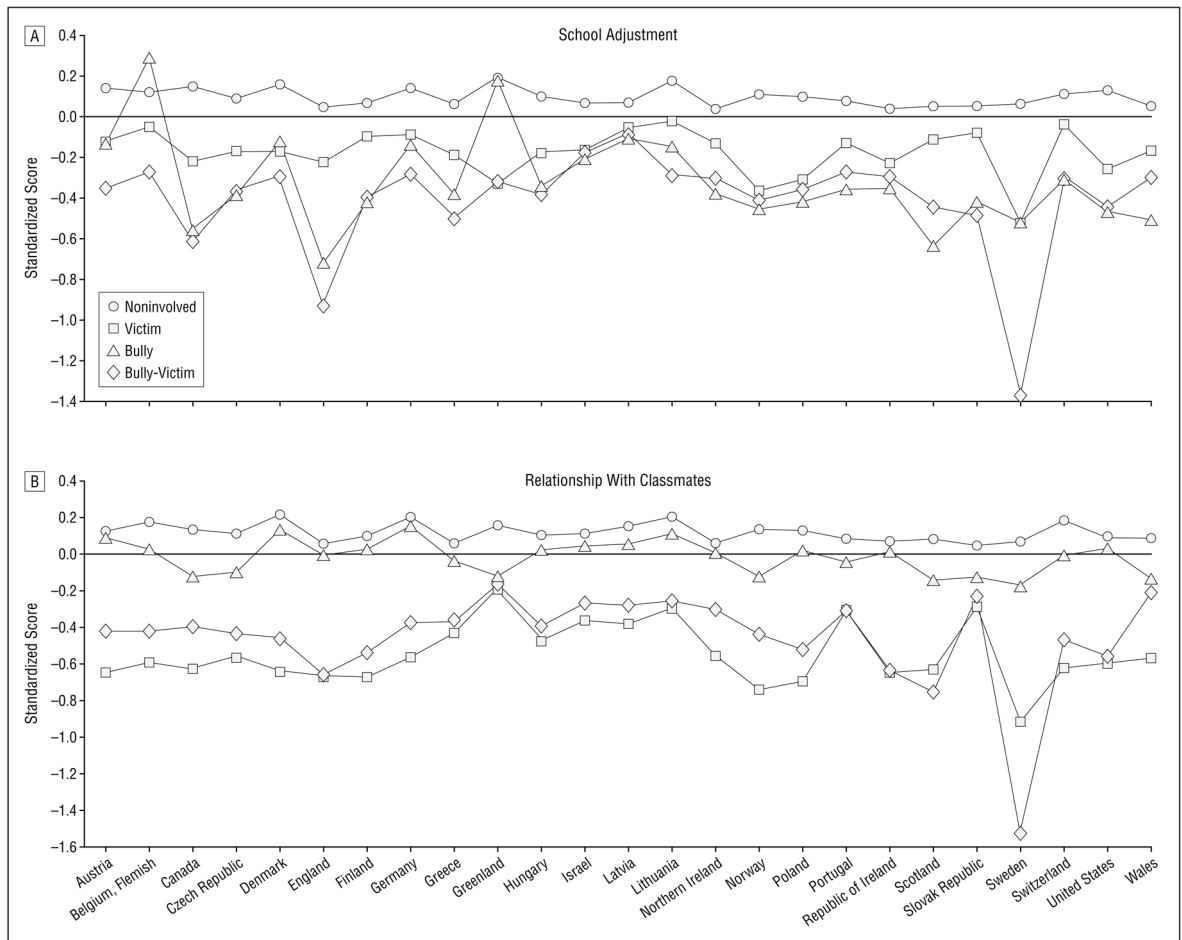 A
School Adjustment
0.4
0.2
0.0
−0.2
−0.4
−0.6
−0.8
−1.0
−1.2
−1.4
Standardized Score
Noninvolved
Victim
Bully
Bully-Victim
B
Relationship With Classmates
0.4
0.2
0.0
−0.2
−0.4
−0.6
−0.8
−1.0
−1.2
−1.4
−1.6
Standardized Score
Austria
Belgium, Flemish
Canada
Czech Republic
Denmark
England
Finland
Germany
Greece
Greenland
Hungary
Israel
Latvia
Lithuania
Northern Ireland
Norway
Poland
Portugal
Republic of Ireland
Scotland
Slovak Republic
Sweden
Switzerland
United States
Wales